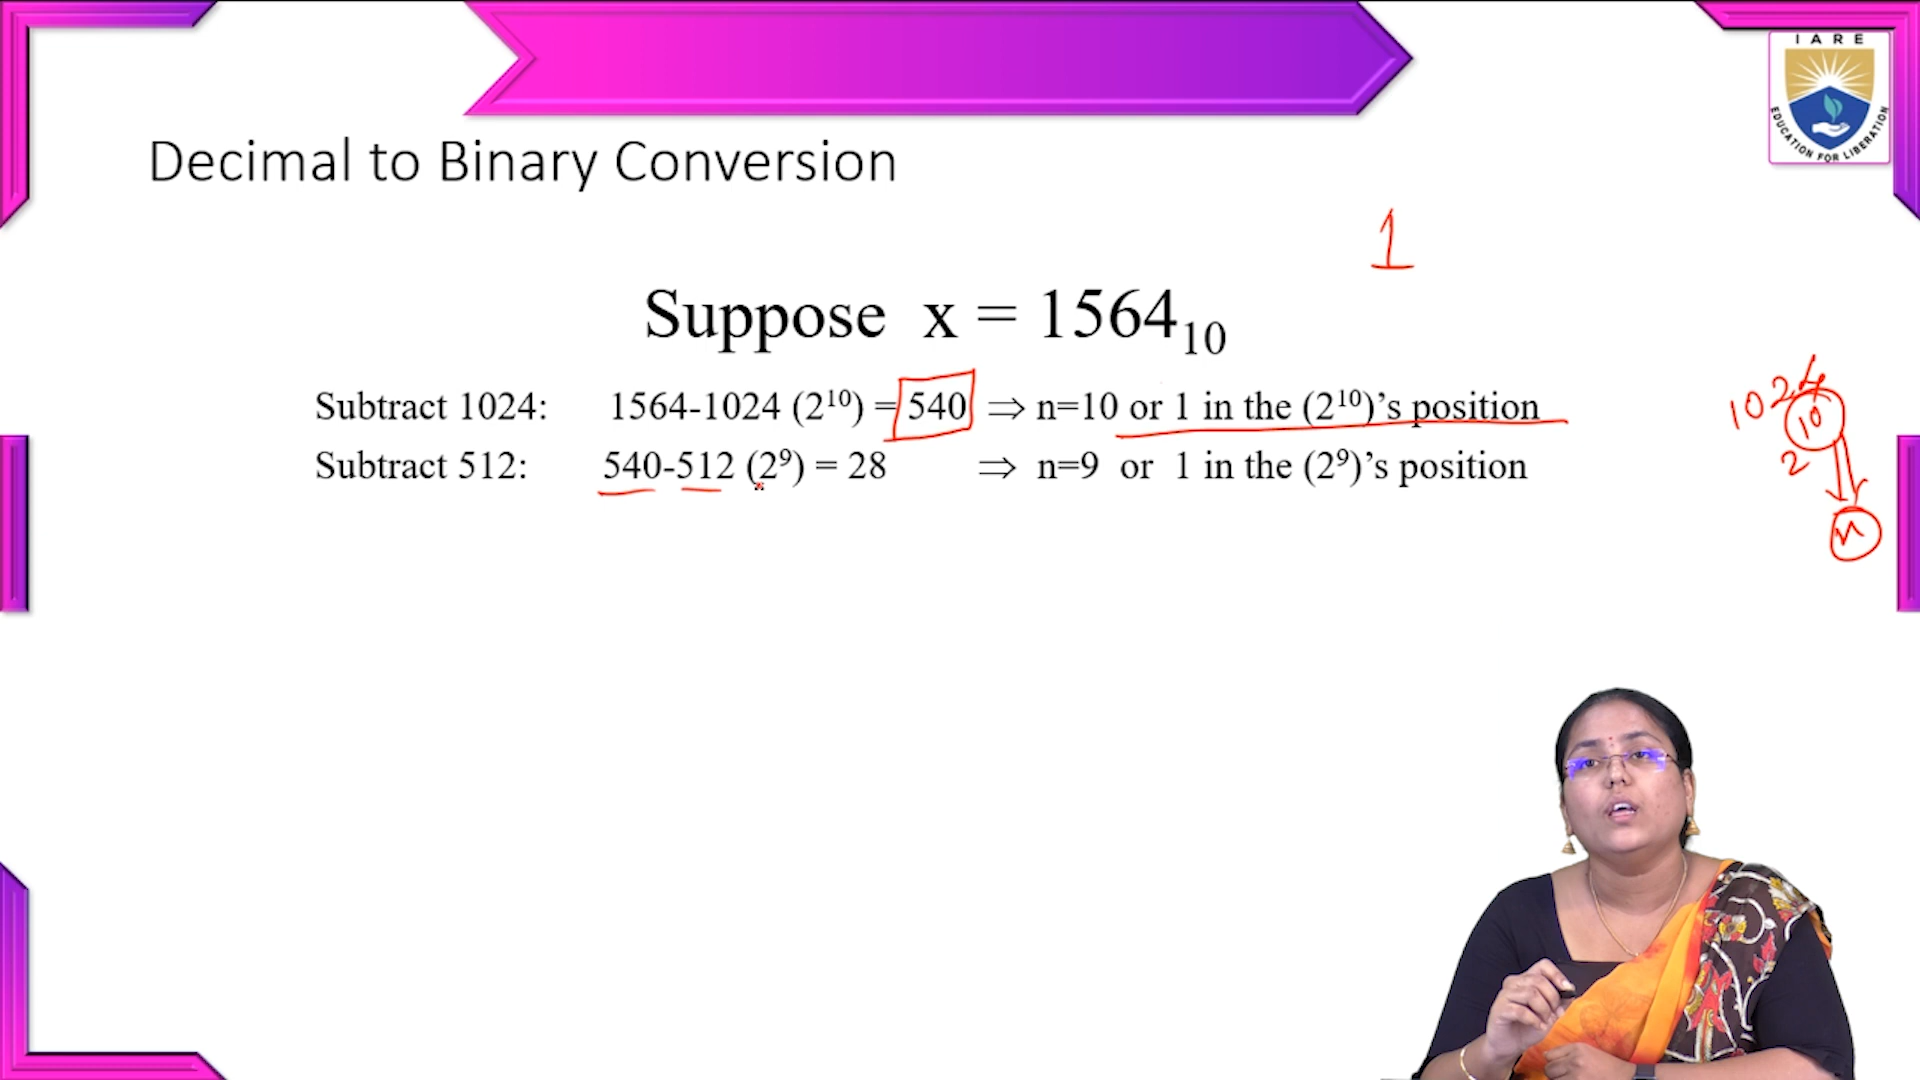 IARE
EDUCATION FOR LIBERATION
Decimal to Binary Conversion
1
Suppose x = 1564₁₀
Subtract 1024: 1564-1024 (2¹⁰) = 540 ⇒ n=10 or 1 in the (2¹⁰)’s position
Subtract 512: 540-512 (2⁹) = 28 ⇒ n=9 or 1 in the (2⁹)’s position
1024
2¹⁰
n